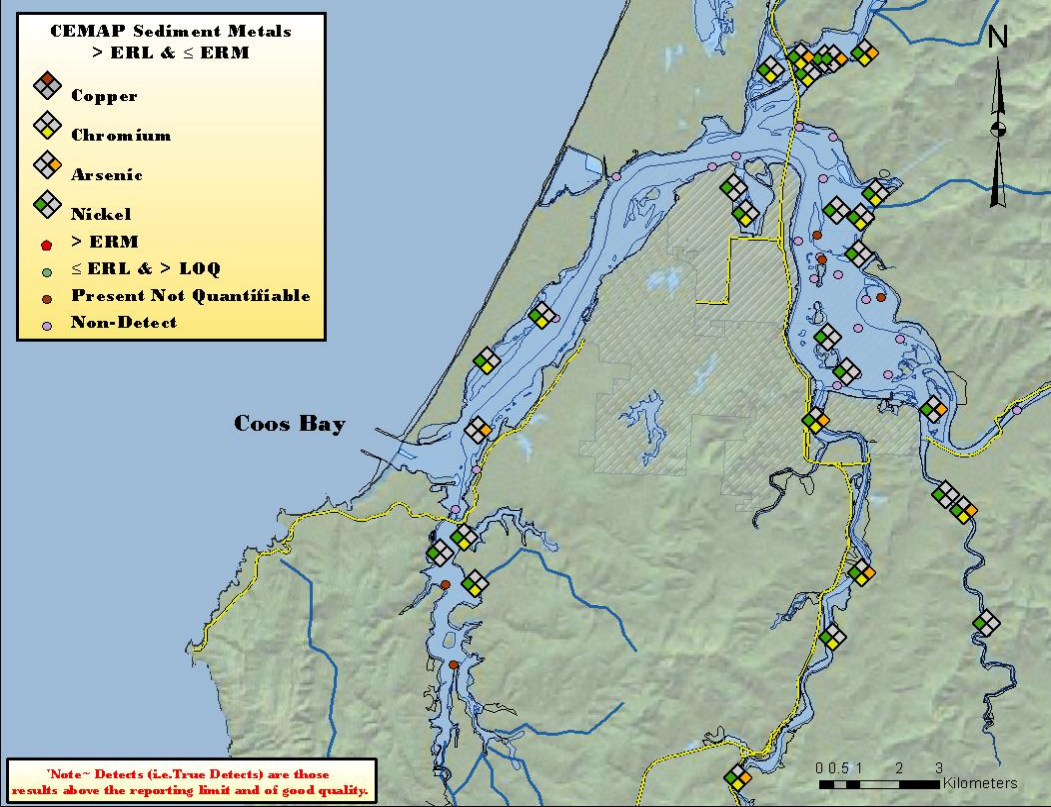 CEMAP Sediment Metals
> ERL & ≤ ERM
Copper
Chromium
Arsenic
Nickel
> ERM
≤ ERL & > LOQ
Present Not Quantifiable
Non-Detect
N
Coos Bay
'Note~ Detects (i.e.True Detects) are those
results above the reporting limit and of good quality.
0 0.5 1 2 3
Kilometers